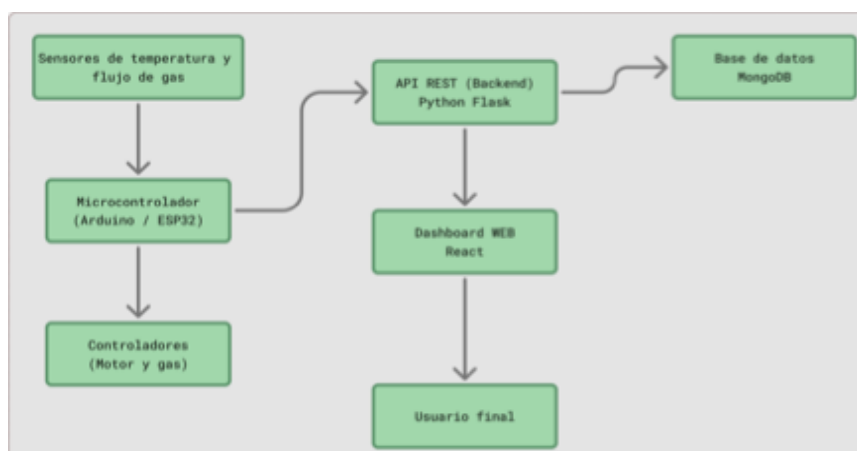 Sensores de temperatura y
flujo de gas
Microcontrolador
(Arduino / ESP32)
Controladores
(Motor y gas)
API REST (Backend)
Python Flask
Dashboard WEB
React
Usuario final
Base de datos
MongoDB